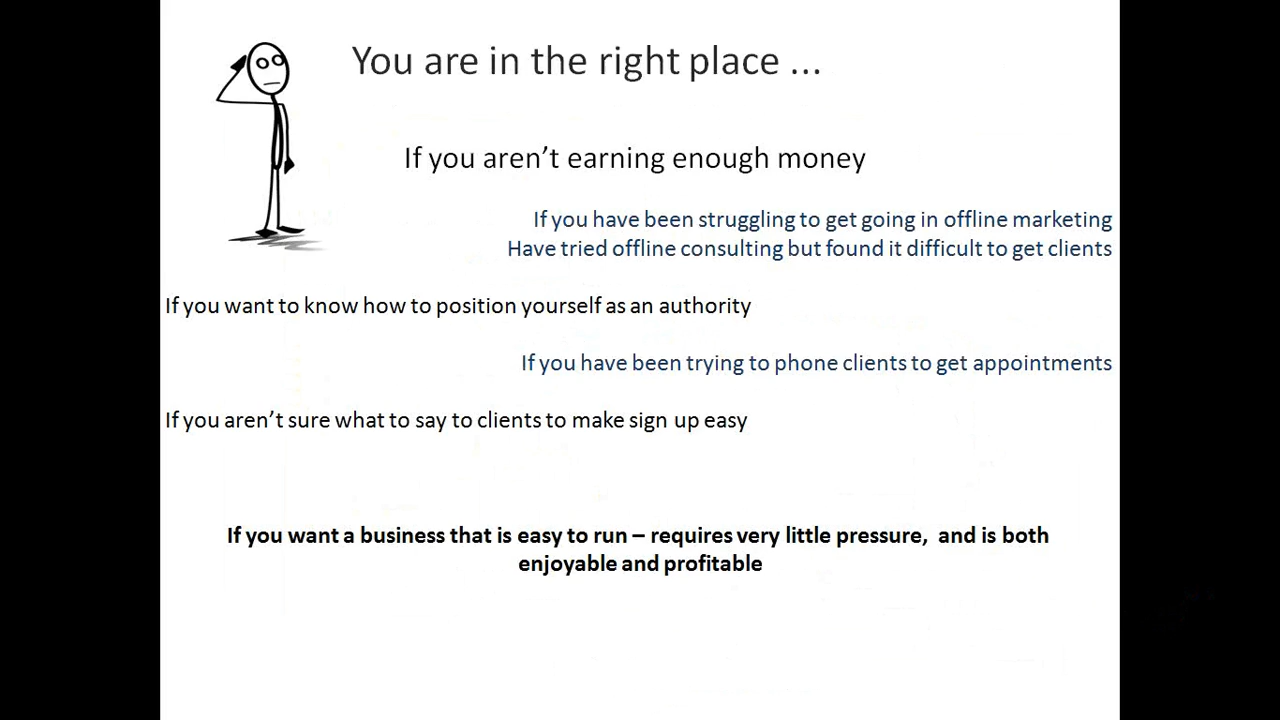 You are in the right place ...
If you aren’t earning enough money
If you have been struggling to get going in offline marketing
Have tried offline consulting but found it difficult to get clients
If you want to know how to position yourself as an authority
If you have been trying to phone clients to get appointments
If you aren’t sure what to say to clients to make sign up easy
If you want a business that is easy to run – requires very little pressure,  and is both
enjoyable and profitable